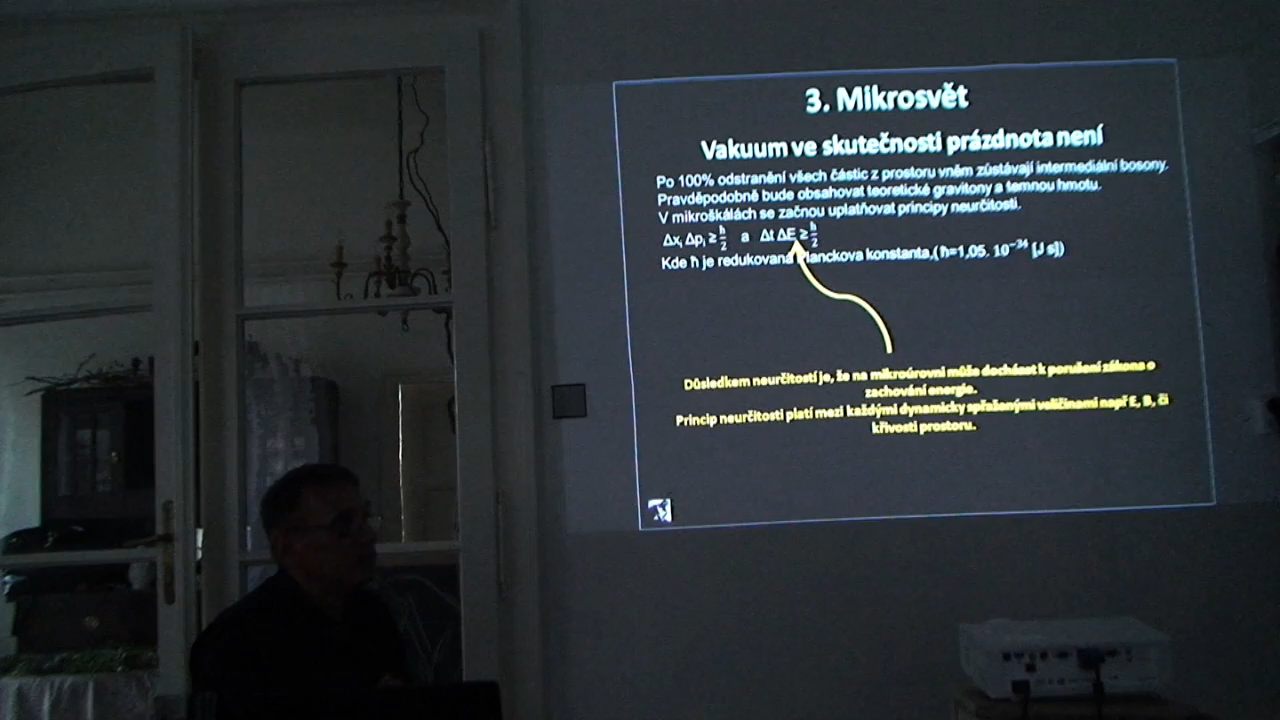 3. Mikrosvět
Vakuum ve skutečnosti prázdnota není
Po 100% odstranění všech částic z prostoru vněm zůstávají intermediální bosony.
Pravděpodobně bude obsahovat teoretické gravitony a temnou hmotu.
V mikroškálách se začnou uplatňovat principy neurčitosti.
Δxᵢ Δpᵢ ≥ ħ/2 a Δt ΔE ≥ ħ/2
Kde ħ je redukovaná Planckova konstanta,( ħ=1,05. 10⁻³⁴ [J s])
Důsledkem neurčitostí je, že na mikroúrovni může docházet k porušení zákona o
zachování energie.
Princip neurčitosti platí mezi každými dynamicky spřaženými veličinami např E, B, či
křivosti prostoru.